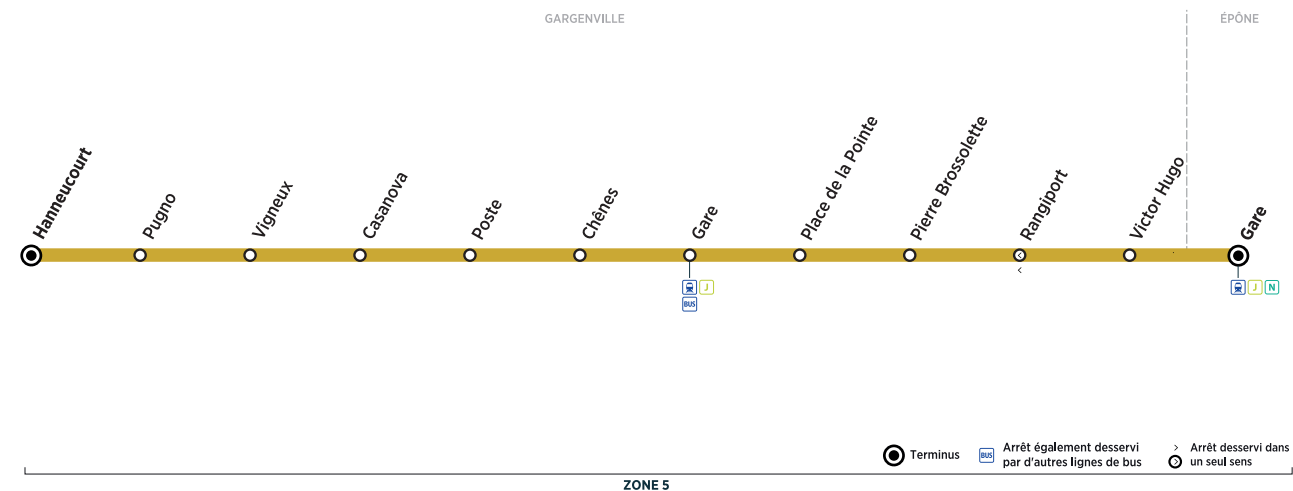 GARGENVILLE
ÉPÔNE
Hanneucourt
Pugno
Vigneux
Casanova
Poste
Chênes
Gare
Place de la Pointe
Pierre Brossolette
Rangiport
Victor Hugo
Gare
J
BUS
J N
Terminus
BUS
Arrêt également desservi
par d'autres lignes de bus
Arrêt desservi dans
un seul sens
ZONE 5